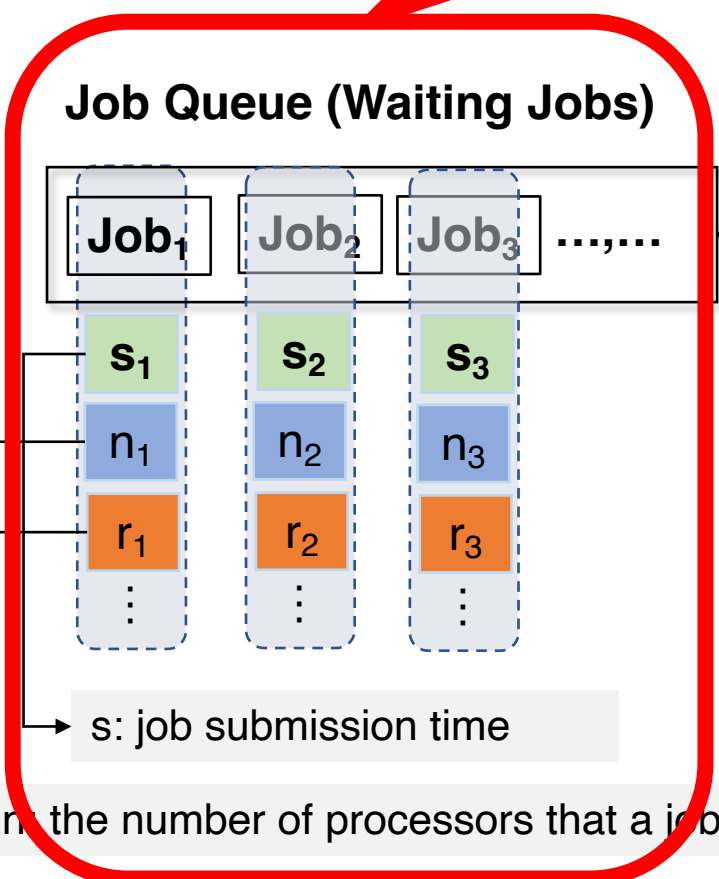 Job Queue (Waiting Jobs)
Job₁ Job₂ Job₃ ...,...
s₁ s₂ s₃
n₁ n₂ n₃
r₁ r₂ r₃
⋮ ⋮ ⋮
s: job submission time
n: the number of processors that a job